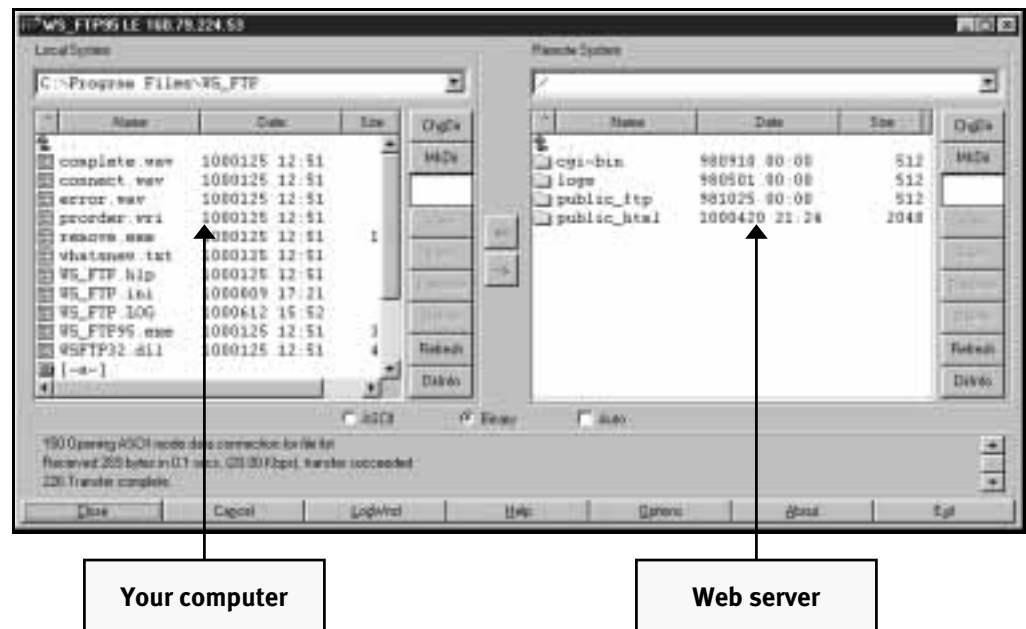 WS_FTP95 LE 160.79.224.53
Local System
Remote System
C:\Program Files\WS_FTP
/
Name Date Size
ChgDir
MkDir
complete.wav 1000125 12:51
connect.wav 1000125 12:51
error.wav 1000125 12:51
prorder.wri 1000125 12:51
remove.exe 1000125 12:51 1
whatsnew.txt 1000125 12:51
WS_FTP.hlp 1000125 12:51
WS_FTP.ini 17:21
WS_FTP.LOG 1000612 15:52
WS_FTP95.exe 1000125 12:51 3
WSFTP32.dll 1000125 12:51 4
[-a-]
Refresh
DirInfo
<--
-->
Name Date Size
ChgDir
MkDir
cgi-bin 980910 00:00 512
logs 980501 00:00 512
public_ftp 981025 00:00 512
public_html 1000420 21:24 2048
Refresh
DirInfo
ASCII Binary Auto
150 Opening ASCII mode data connection for file list
Received bytes in 0.1 secs, (20.00 Kbps), transfer succeeded
226 Transfer complete.
Close Cancel LogWnd Help Options About Exit
Your computer
Web server